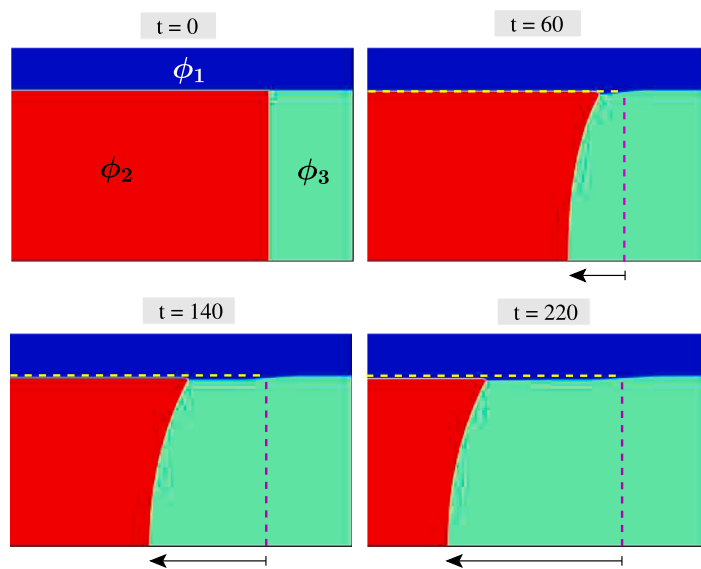 t = 0
t = 60
ϕ₁
ϕ₂
ϕ₃
t = 140
t = 220